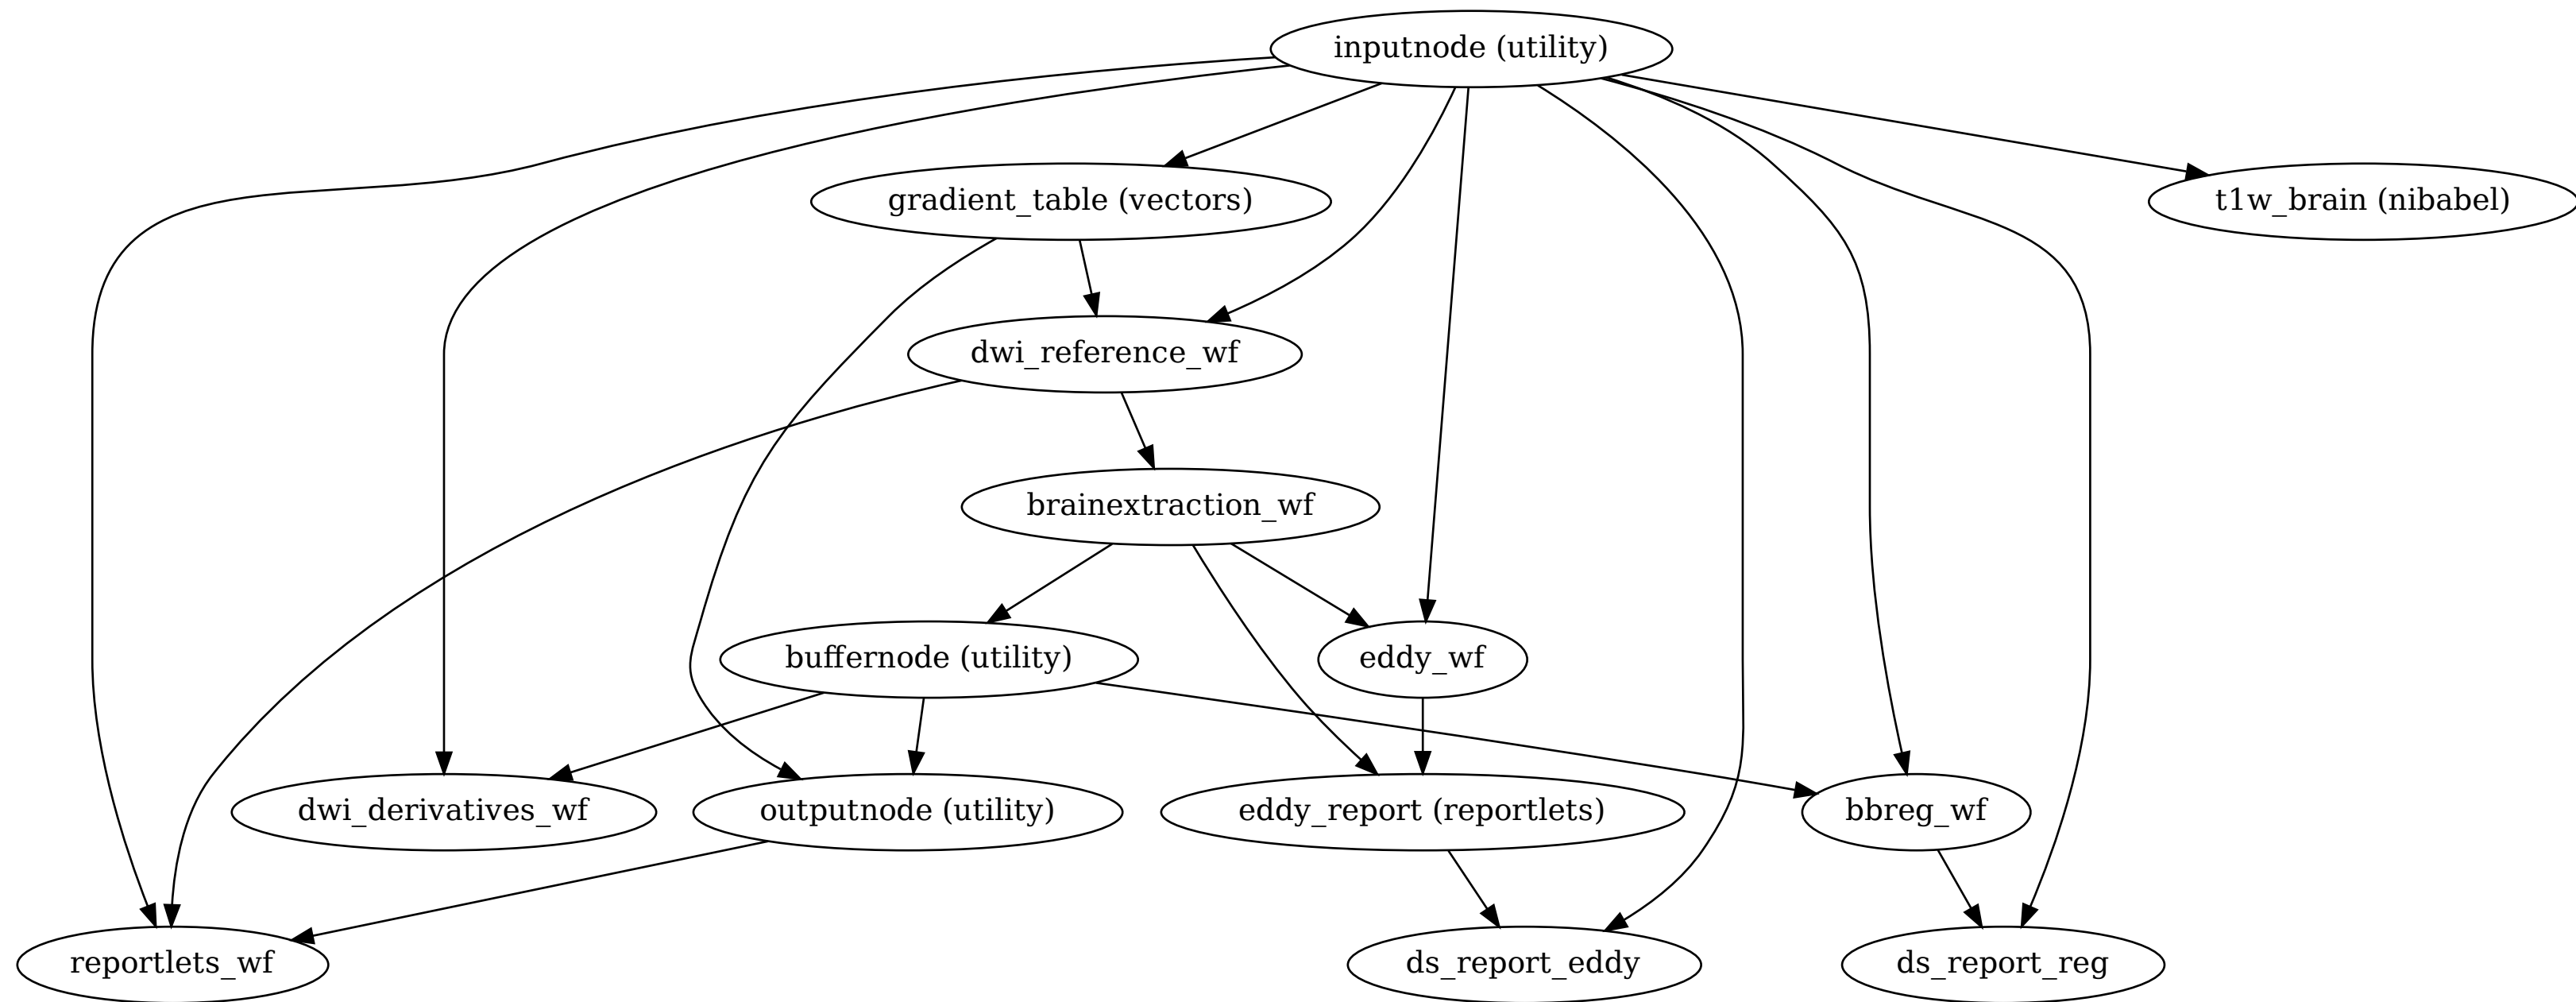 inputnode (utility)
gradient_table (vectors)
t1w_brain (nibabel)
dwi_reference_wf
brainextraction_wf
buffernode (utility)
eddy_wf
dwi_derivatives_wf
outputnode (utility)
eddy_report (reportlets)
bbreg_wf
reportlets_wf
ds_report_eddy
ds_report_reg